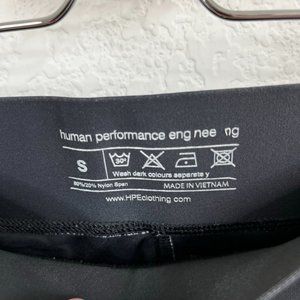 human performance eng nee  ng
S
30°
Wash dark colours separate y
80%/20% Nylon Span
MADE IN VIETNAM
www.HPEclothing.com